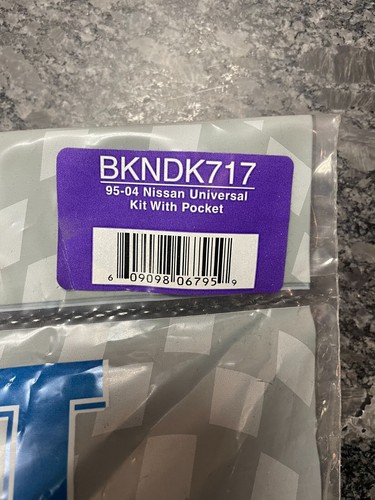 BKNDK717
95-04 Nissan Universal
Kit With Pocket
6 09098 06795 9